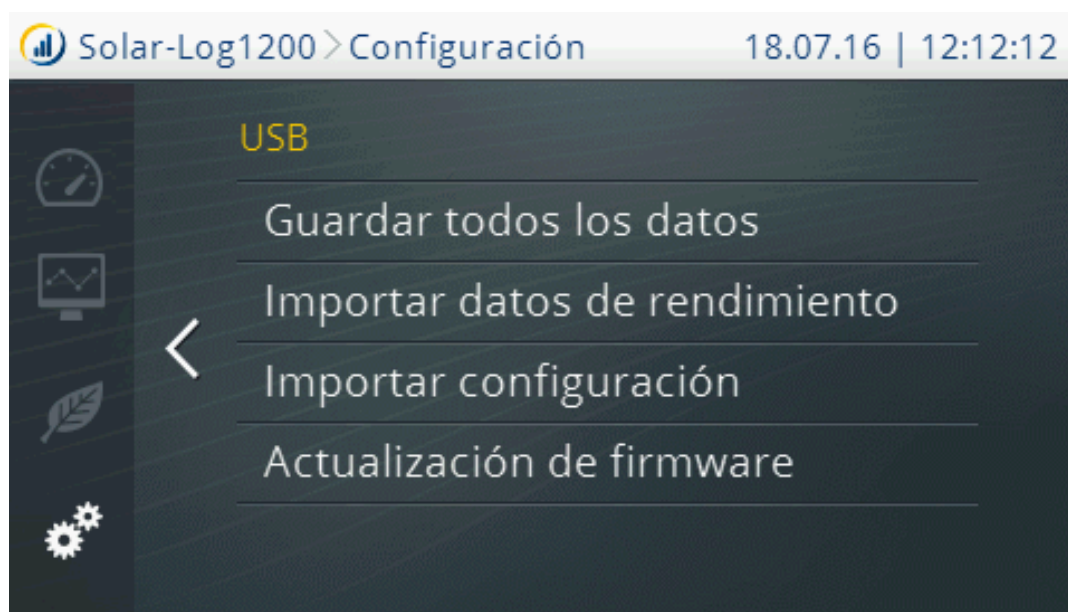 Solar-Log1200 > Configuración 18.07.16 | 12:12:12
USB
Guardar todos los datos
Importar datos de rendimiento
Importar configuración
Actualización de firmware